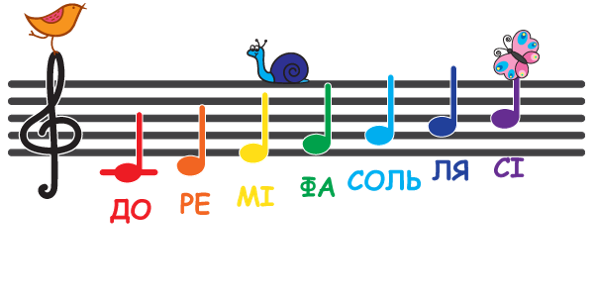 ДО РЕ МІ ФА СОЛЬ ЛЯ СІ